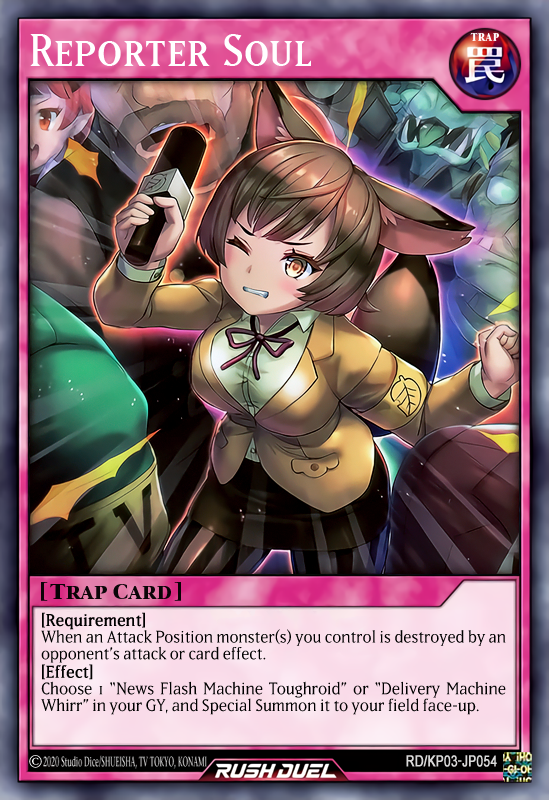 Reporter Soul
TRAP
罠
TV
[Trap Card]
[Requirement]
When an Attack Position monster(s) you control is destroyed by an
opponent's attack or card effect.
[Effect]
Choose 1 "News Flash Machine Toughroid" or "Delivery Machine
Whirr" in your GY, and Special Summon it to your field face-up.
©2020 Studio Dice/SHUEISHA, TV TOKYO, KONAMI
RD/KP03-JP054
RUSH DUEL